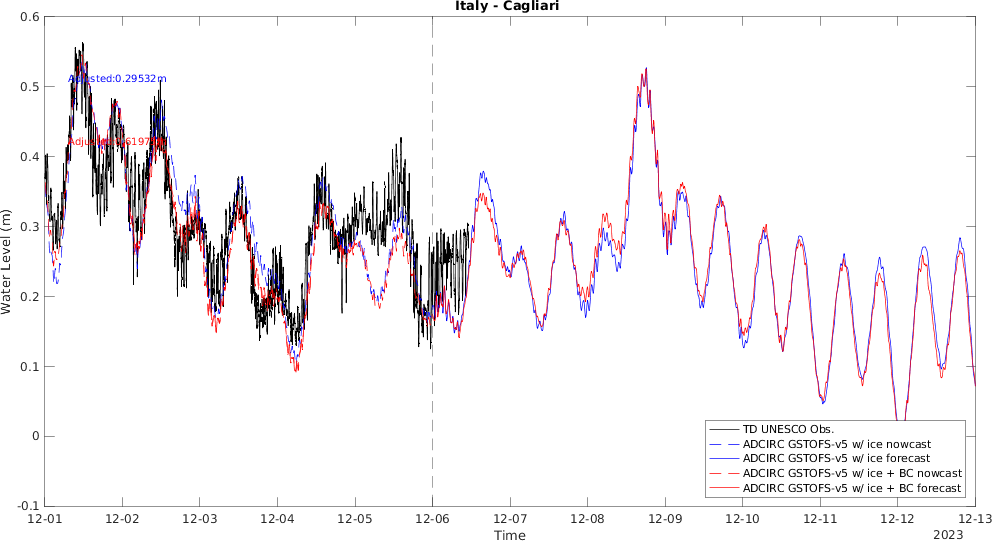 Italy - Cagliari
0.6
0.5
0.4
0.3
0.2
0.1
0
-0.1
Water Level (m)
Adjusted:0.29532m
12-01 12-02 12-03 12-04 12-05 12-06 12-07 12-08 12-09 12-10 12-11 12-12 12-13
Time
2023
TD UNESCO Obs.
ADCIRC GSTOFS-v5 w/ ice nowcast
ADCIRC GSTOFS-v5 w/ ice forecast
ADCIRC GSTOFS-v5 w/ ice + BC nowcast
ADCIRC GSTOFS-v5 w/ ice + BC forecast